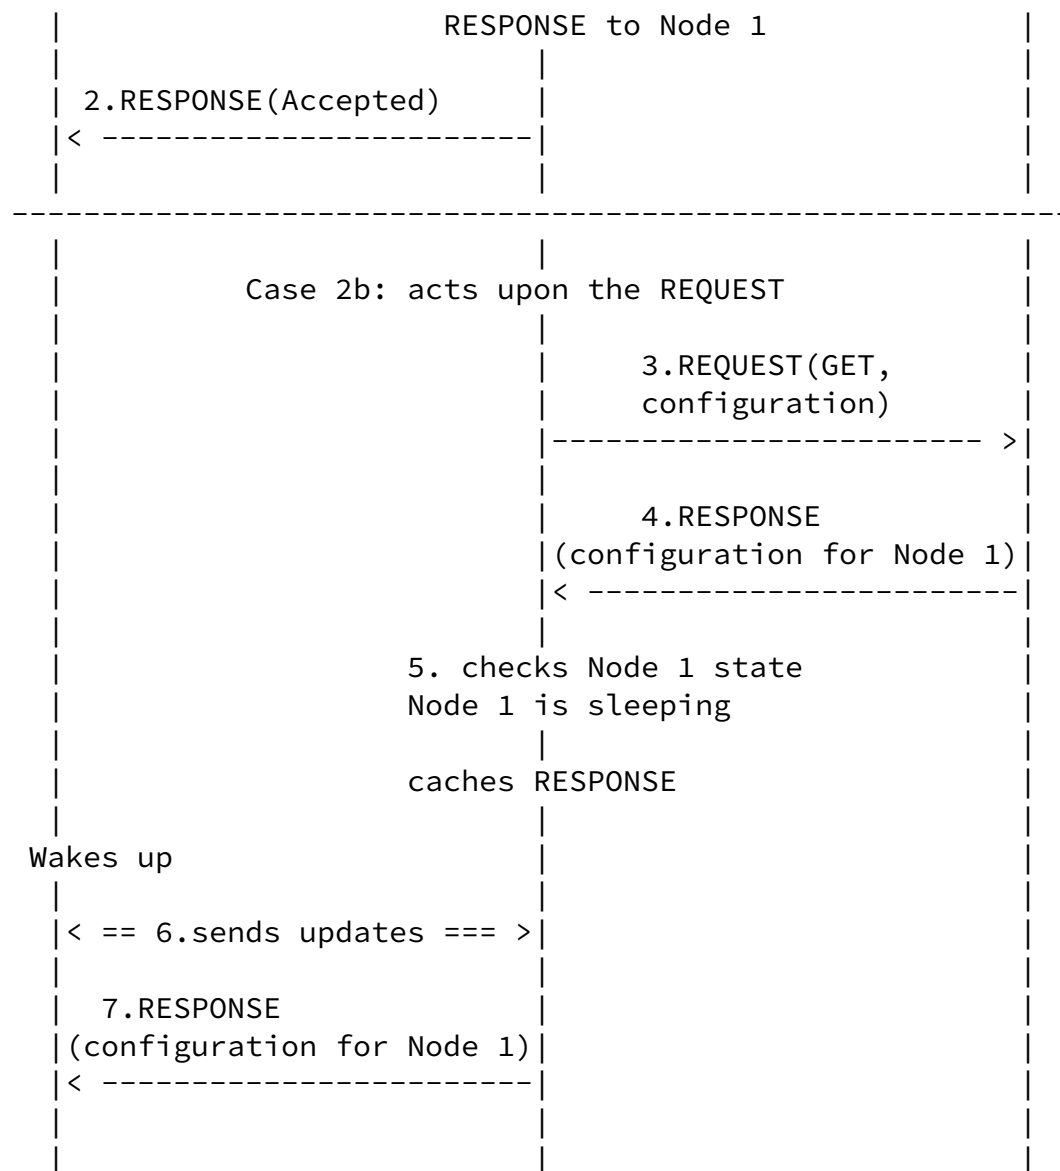 RESPONSE to Node 1
2.RESPONSE(Accepted)
Case 2b: acts upon the REQUEST
3.REQUEST(GET,
configuration)
4.RESPONSE
(configuration for Node 1)
5. checks Node 1 state
Node 1 is sleeping
caches RESPONSE
Wakes up
< == 6.sends updates === >
7.RESPONSE
(configuration for Node 1)